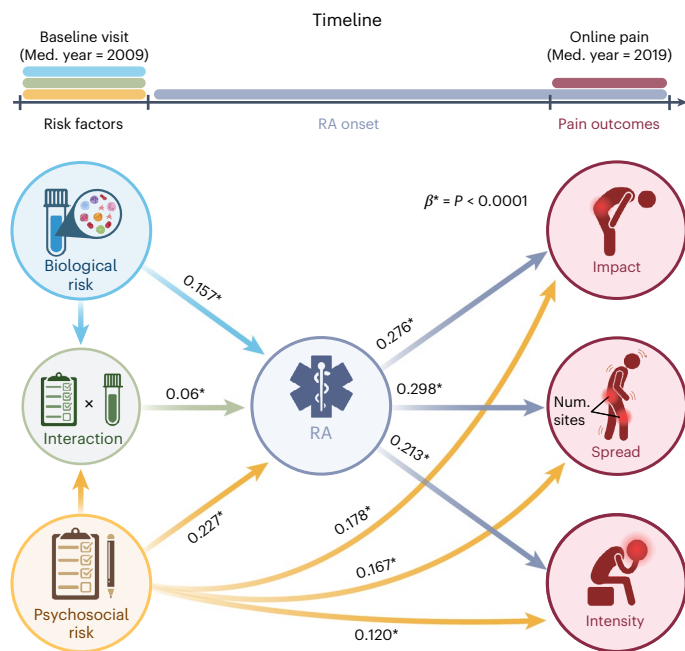 Timeline
Baseline visit
(Med. year = 2009)
Online pain
(Med. year = 2019)
Risk factors
RA onset
Pain outcomes
β* = P < 0.0001
Biological
risk
Impact
0.157*
0.276*
×
Interaction
0.06*
RA
0.298*
Num.
sites
Spread
0.213*
0.227*
0.178*
0.167*
Psychosocial
risk
Intensity
0.120*